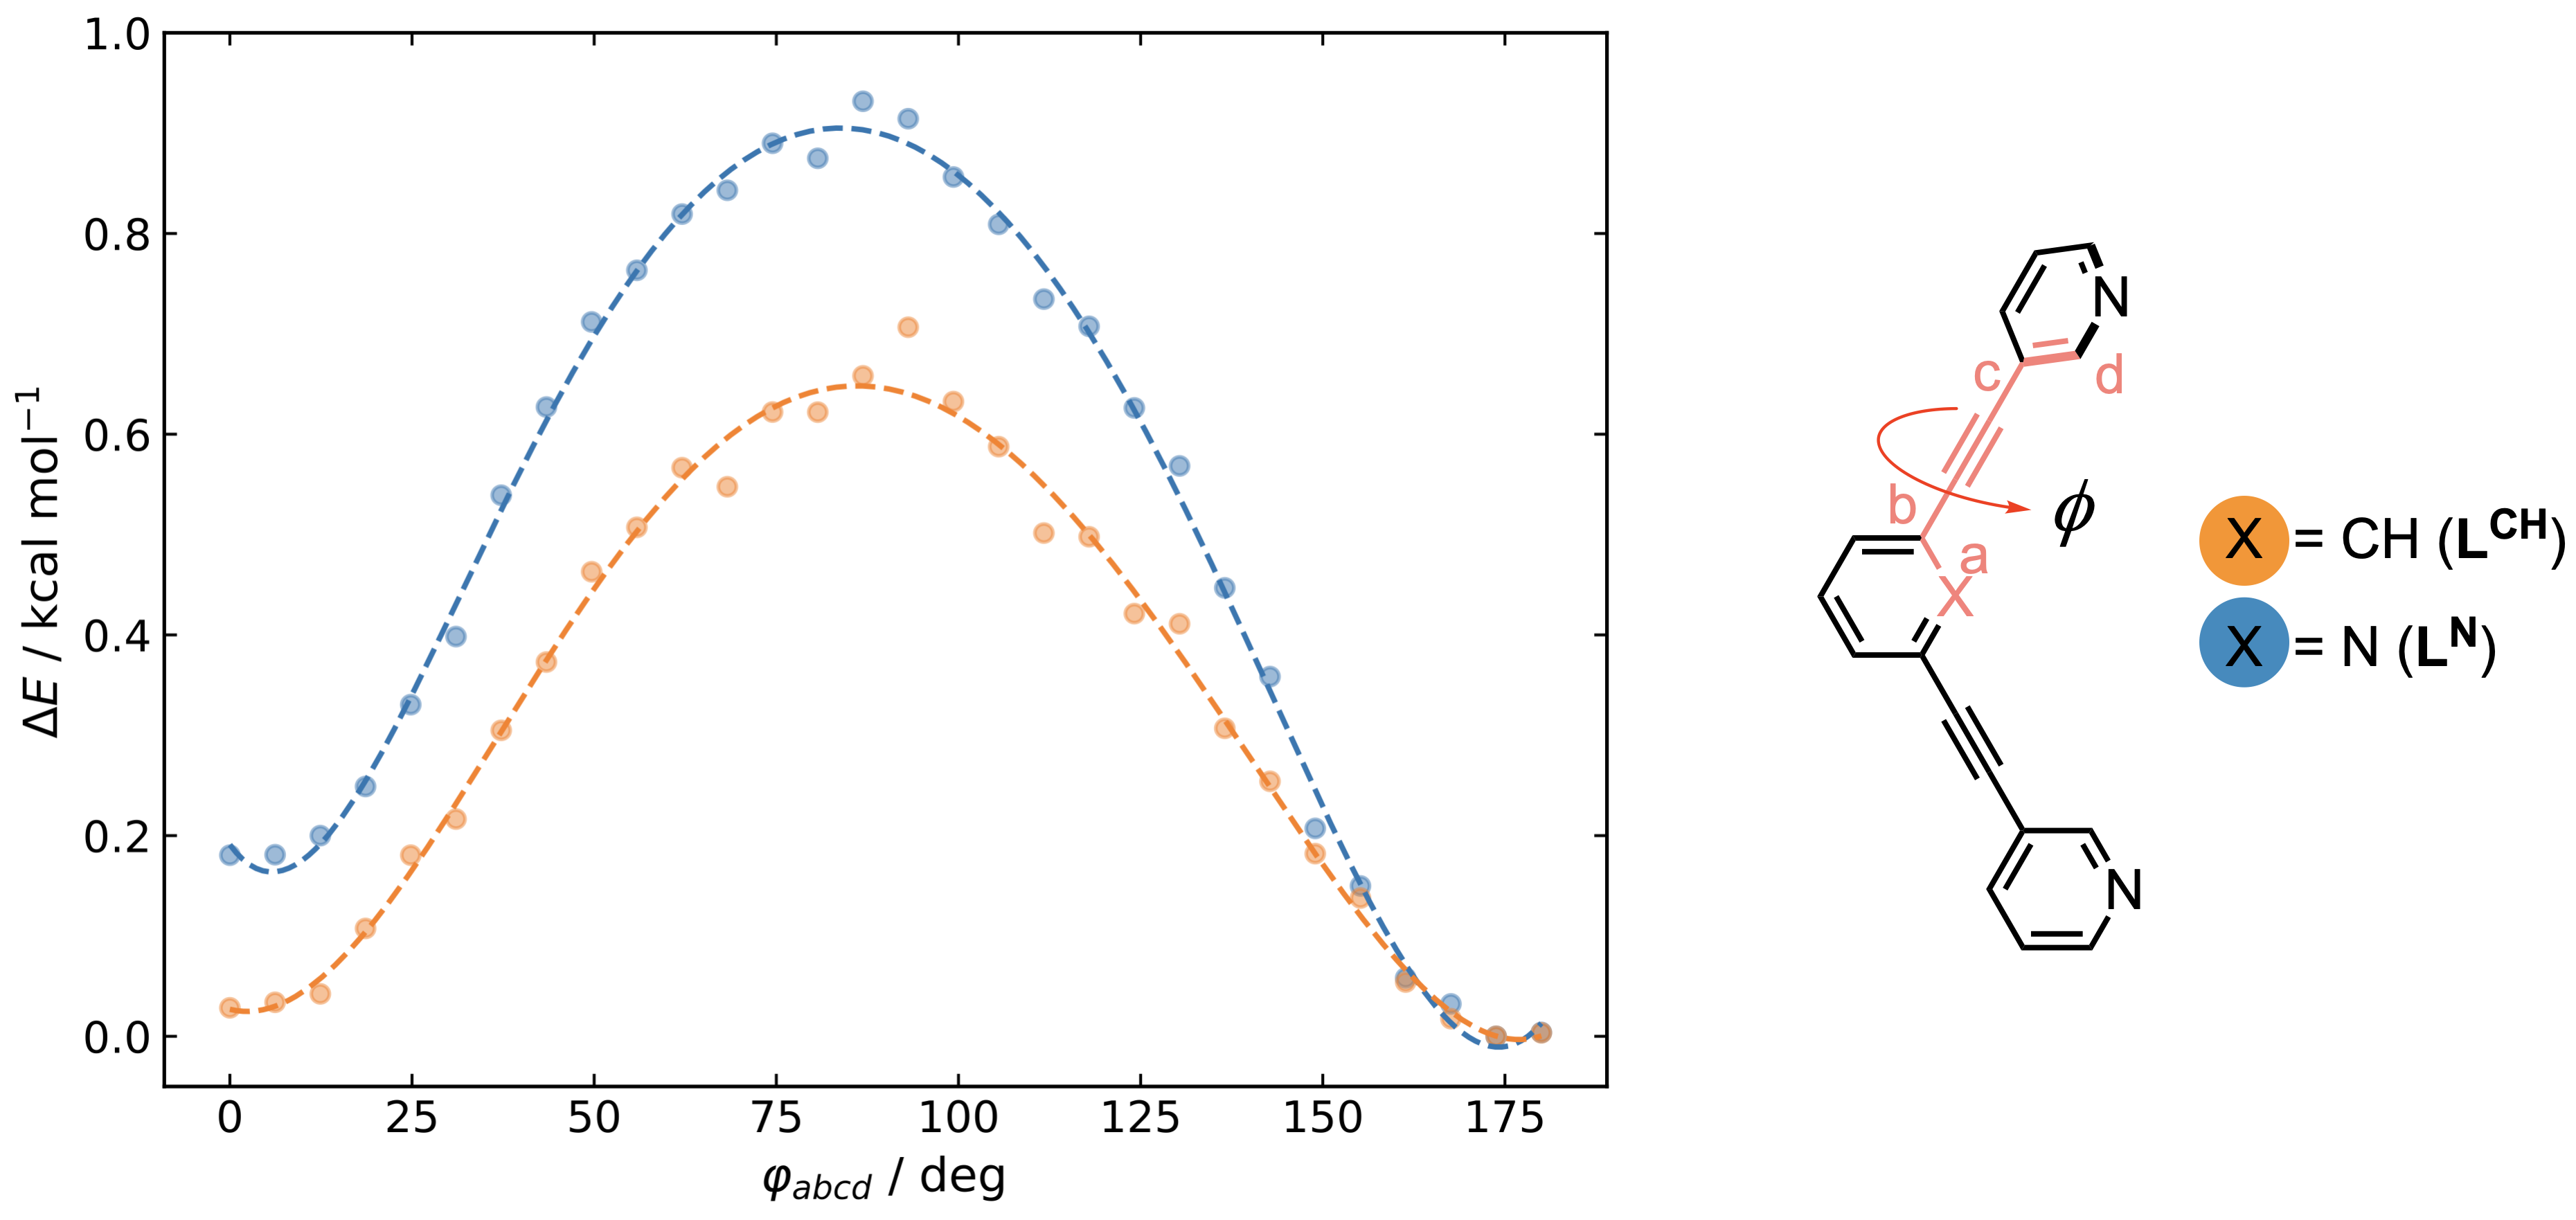 1.0
0.8
0.6
0.4
0.2
0.0
ΔE / kcal mol⁻¹
0 25 50 75 100 125 150 175
φabcd / deg
N
c d
b
ϕ
a
X
N
X = CH (Lᶜᴴ)
X = N (Lᴺ)